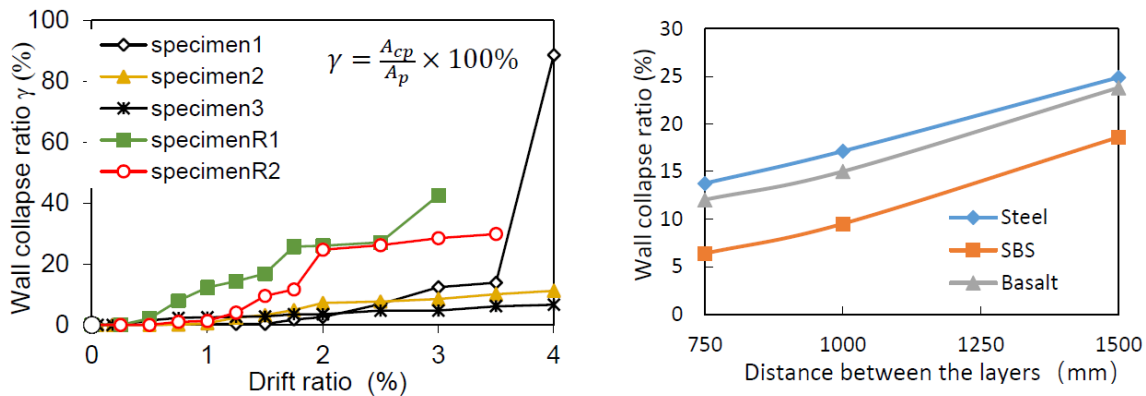 100
80
60
40
20
0
Wall collapse ratio γ (%)
specimen1
specimen2
specimen3
specimenR1
specimenR2
γ = A_cp / A_p × 100%
0 1 2 3 4
Drift ratio (%)
30
25
20
15
10
5
0
Wall collapse ratio (%)
Steel
SBS
Basalt
750 1000 1250 1500
Distance between the layers (mm)